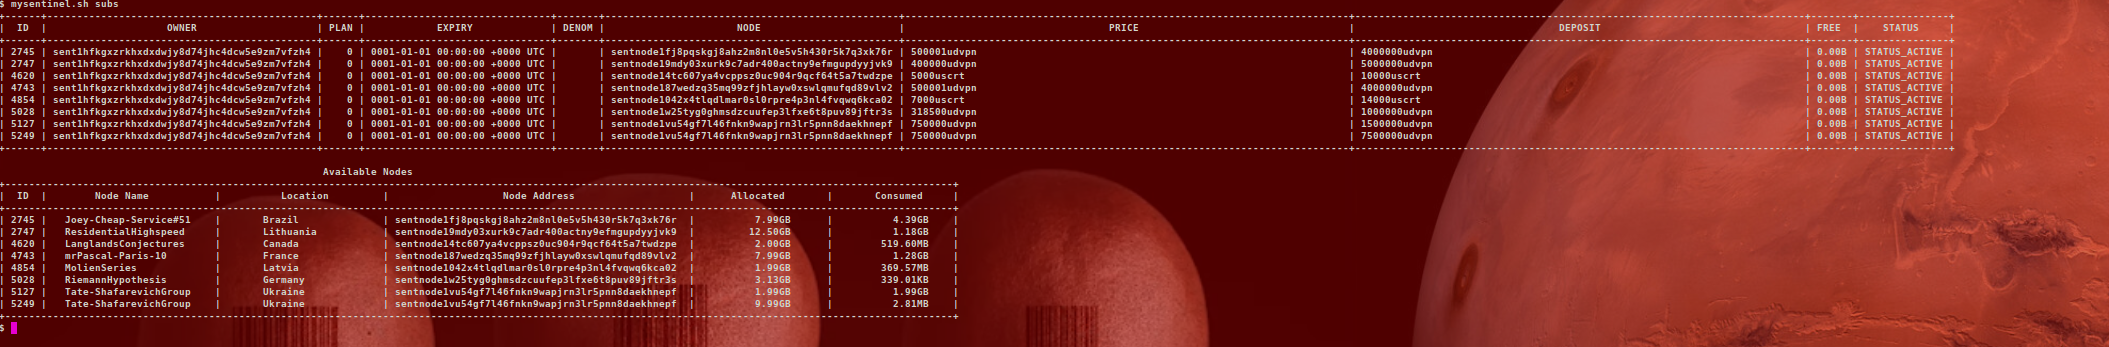 $ mysentinel.sh subs
| ID | OWNER | PLAN | EXPIRY | DENOM | NODE | PRICE | DEPOSIT | FREE | STATUS |
| 2745 | sent1hfkgxzrkhxdxdwjy8d74jhc4dcw5e9zm7vfzh4 | 0 | 0001-01-01 00:00:00 +0000 UTC | | sentnode1fj8pqskgj8ahz2m8nl0e5v5h430r5k7q3xk76r | 500001udvpn | 4000000udvpn | 0.00B | STATUS_ACTIVE |
| 2747 | sent1hfkgxzrkhxdxdwjy8d74jhc4dcw5e9zm7vfzh4 | 0 | 0001-01-01 00:00:00 +0000 UTC | | sentnode19mdy03xurk9c7adr400actny9efmgupdyyjvk9 | 400000udvpn | 5000000udvpn | 0.00B | STATUS_ACTIVE |
| 4620 | sent1hfkgxzrkhxdxdwjy8d74jhc4dcw5e9zm7vfzh4 | 0 | 0001-01-01 00:00:00 +0000 UTC | | sentnode14tc607ya4vcppsz0uc904r9qcf64t5a7twdzpe | 5000uscrt | 10000uscrt | 0.00B | STATUS_ACTIVE |
| 4743 | sent1hfkgxzrkhxdxdwjy8d74jhc4dcw5e9zm7vfzh4 | 0 | 0001-01-01 00:00:00 +0000 UTC | | sentnode187wedzq35mq99zfjhlayw0xswlqmufqd89vlv2 | 500001udvpn | 4000000udvpn | 0.00B | STATUS_ACTIVE |
| 4854 | sent1hfkgxzrkhxdxdwjy8d74jhc4dcw5e9zm7vfzh4 | 0 | 0001-01-01 00:00:00 +0000 UTC | | sentnode1042x4tlqdlmar0sl0rpre4p3nl4fvqwq6kca02 | 7000uscrt | 14000uscrt | 0.00B | STATUS_ACTIVE |
| 5028 | sent1hfkgxzrkhxdxdwjy8d74jhc4dcw5e9zm7vfzh4 | 0 | 0001-01-01 00:00:00 +0000 UTC | | sentnode1w25tyg0ghmsdzcuufep3lfxe6t8puv89jftr3s | 318500udvpn | 1000000udvpn | 0.00B | STATUS_ACTIVE |
| 5127 | sent1hfkgxzrkhxdxdwjy8d74jhc4dcw5e9zm7vfzh4 | 0 | 0001-01-01 00:00:00 +0000 UTC | | sentnode1vu54gf7l46fnkn9wapjrn3lr5pnn8daekhnepf | 750000udvpn | 1500000udvpn | 0.00B | STATUS_ACTIVE |
| 5249 | sent1hfkgxzrkhxdxdwjy8d74jhc4dcw5e9zm7vfzh4 | 0 | 0001-01-01 00:00:00 +0000 UTC | | sentnode1vu54gf7l46fnkn9wapjrn3lr5pnn8daekhnepf | 750000udvpn | 7500000udvpn | 0.00B | STATUS_ACTIVE |
Available Nodes
| ID | Node Name | Location | Node Address | Allocated | Consumed |
| 2745 | Joey-Cheap-Service#51 | Brazil | sentnode1fj8pqskgj8ahz2m8nl0e5v5h430r5k7q3xk76r | 7.99GB | 4.39GB |
| 2747 | ResidentialHighspeed | Lithuania | sentnode19mdy03xurk9c7adr400actny9efmgupdyyjvk9 | 12.50GB | 1.18GB |
| 4620 | LanglandsConjectures | Canada | sentnode14tc607ya4vcppsz0uc904r9qcf64t5a7twdzpe | 2.00GB | 519.60MB |
| 4743 | mrPascal-Paris-10 | France | sentnode187wedzq35mq99zfjhlayw0xswlqmufqd89vlv2 | 7.99GB | 1.28GB |
| 4854 | MolienSeries | Latvia | sentnode1042x4tlqdlmar0sl0rpre4p3nl4fvqwq6kca02 | 1.99GB | 369.57MB |
| 5028 | RiemannHypothesis | Germany | sentnode1w25tyg0ghmsdzcuufep3lfxe6t8puv89jftr3s | 3.13GB | 339.01KB |
| 5127 | Tate-ShafarevichGroup | Ukraine | sentnode1vu54gf7l46fnkn9wapjrn3lr5pnn8daekhnepf | 1.99GB | 1.99GB |
| 5249 | Tate-ShafarevichGroup | Ukraine | sentnode1vu54gf7l46fnkn9wapjrn3lr5pnn8daekhnepf | 9.99GB | 2.81MB |
$